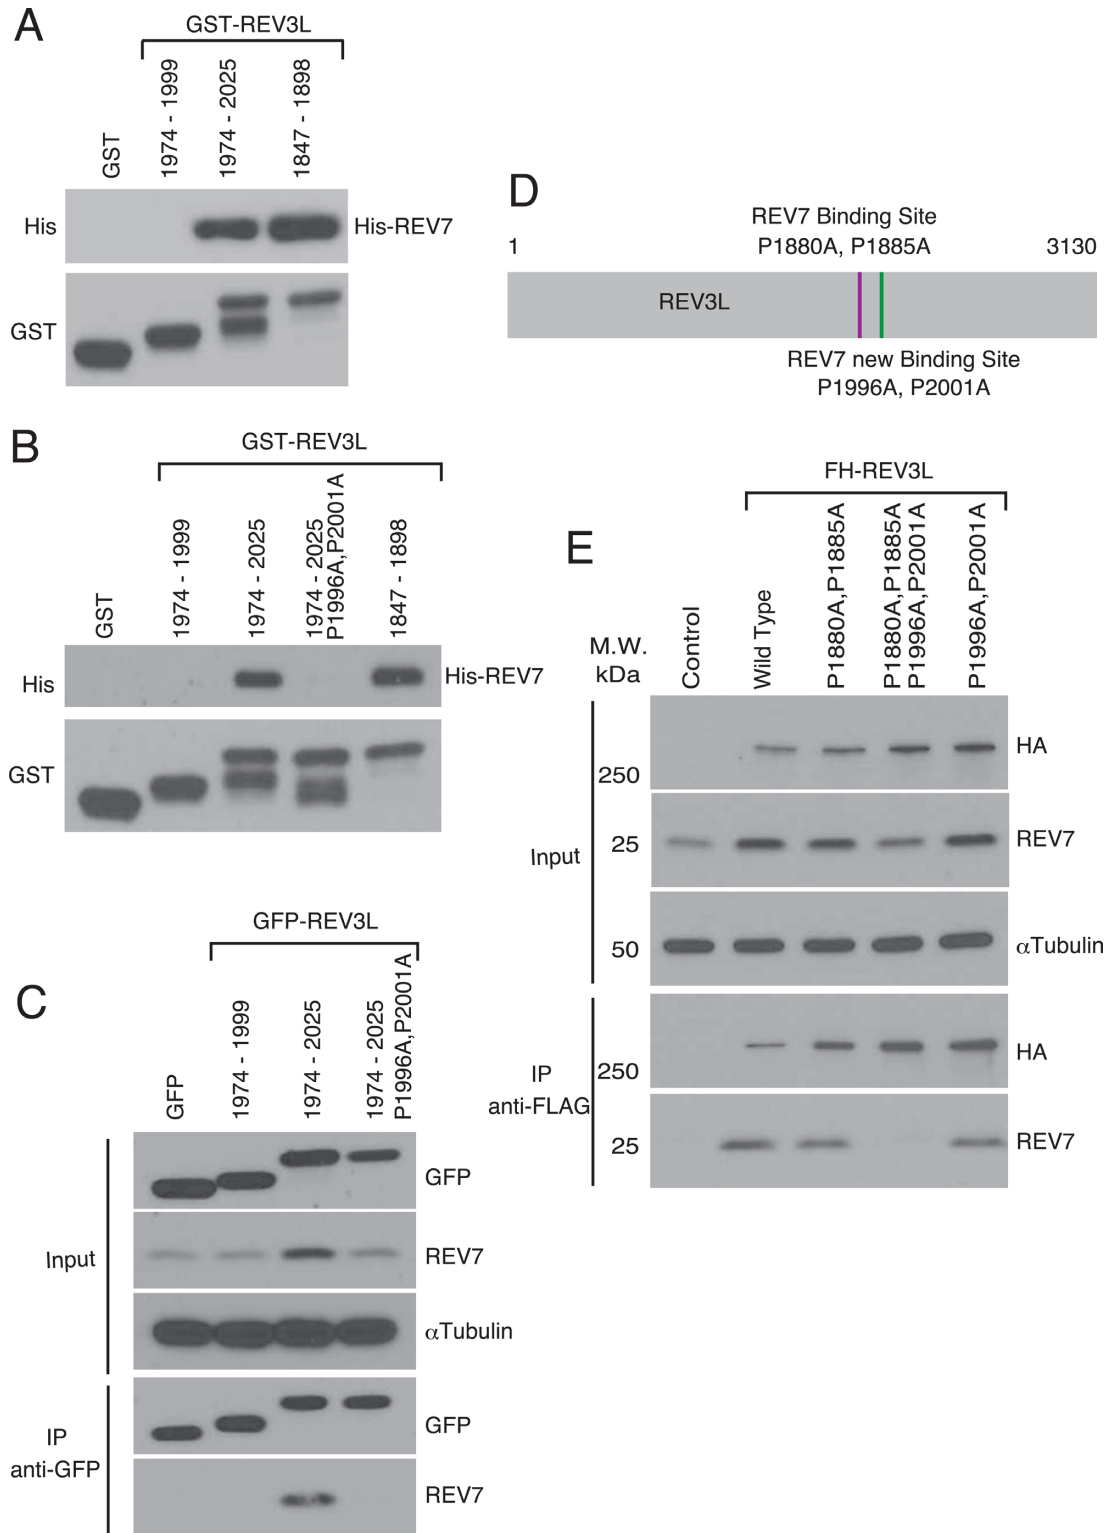 A
GST-REV3L
GST
1974 - 1999
1974 - 2025
1847 - 1898
His
His-REV7
GST
B
GST-REV3L
GST
1974 - 1999
1974 - 2025
1974 - 2025
P1996A,P2001A
1847 - 1898
His
His-REV7
GST
C
GFP-REV3L
GFP
1974 - 1999
1974 - 2025
1974 - 2025
P1996A,P2001A
Input
GFP
REV7
αTubulin
IP
anti-GFP
GFP
REV7
D
REV7 Binding Site
1
P1880A, P1885A
3130
REV3L
REV7 new Binding Site
P1996A, P2001A
E
FH-REV3L
M.W.
kDa
Control
Wild Type
P1880A,P1885A
P1880A,P1885A
P1996A,P2001A
P1996A,P2001A
Input
250
HA
25
REV7
50
αTubulin
IP
anti-FLAG
250
HA
25
REV7